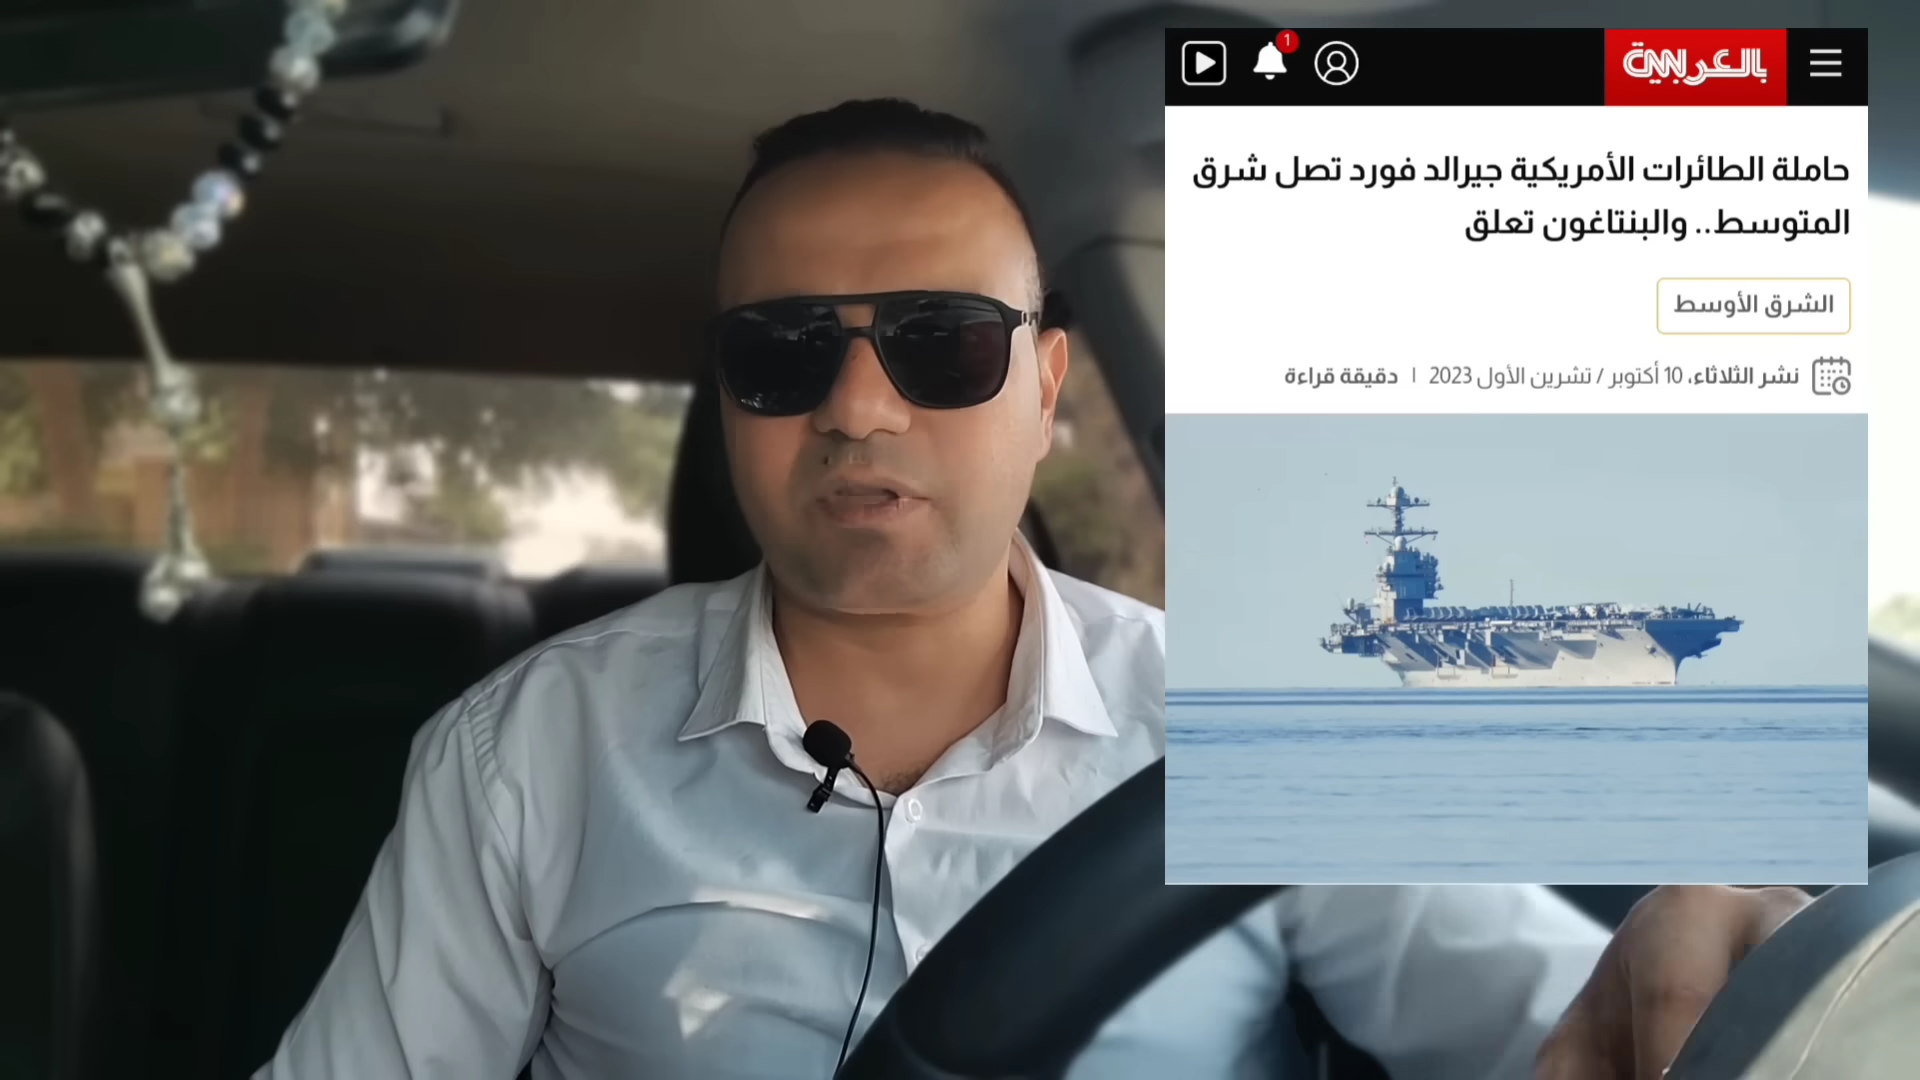 1
CNN بالعربية
حاملة الطائرات الأمريكية جيرالد فورد تصل شرق
المتوسط.. والبنتاغون تعلق
الشرق الأوسط
نشر الثلاثاء، 10 أكتوبر / تشرين الأول 2023 | دقيقة قراءة